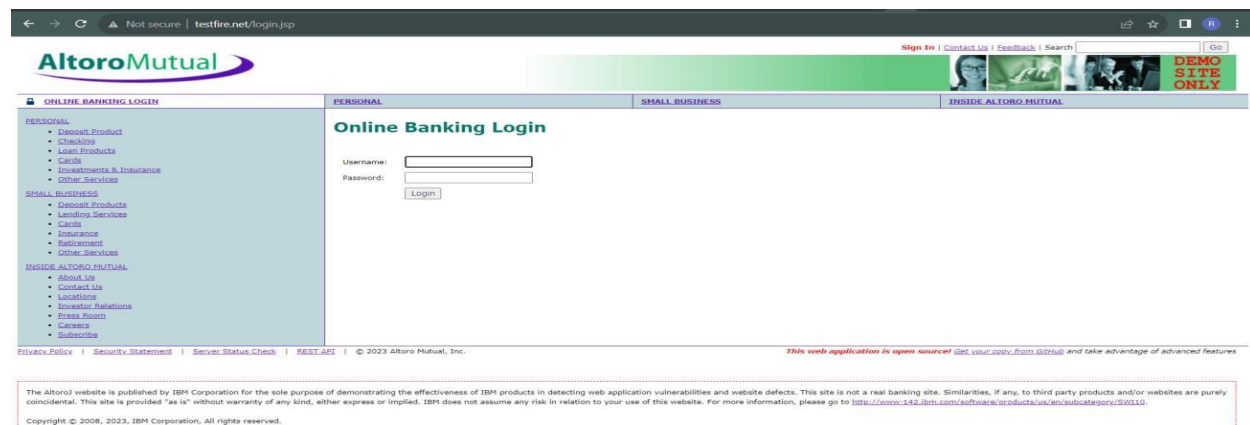 Not secure | testfire.net/login.jsp
R
Sign In | Contact Us | Feedback | Search Go
AltoroMutual
DEMO
SITE
ONLY
ONLINE BANKING LOGIN PERSONAL SMALL BUSINESS INSIDE ALTORO MUTUAL
PERSONAL
• Deposit Product
• Checking
• Loan Products
• Cards
• Investments & Insurance
• Other Services
SMALL BUSINESS
• Deposit Products
• Lending Services
• Cards
• Insurance
• Retirement
• Other Services
INSIDE ALTORO MUTUAL
• About Us
• Contact Us
• Locations
• Investor Relations
• Press Room
• Careers
• Subscribe
Online Banking Login
Username:
Password:
Login
Privacy Policy | Security Statement | Server Status Check | REST API | © 2023 Altoro Mutual, Inc. This web application is open source! Get your copy from GitHub and take advantage of advanced features
The AltoroJ website is published by IBM Corporation for the sole purpose of demonstrating the effectiveness of IBM products in detecting web application vulnerabilities and website defects. This site is not a real banking site. Similarities, if any, to third party products and/or websites are purely
coincidental. This site is provided "as is" without warranty of any kind, either express or implied. IBM does not assume any risk in relation to your use of this website. For more information, please go to http://www-142.ibm.com/software/products/us/en/subcategory/SWI10.
Copyright © 2008, 2023, IBM Corporation, All rights reserved.